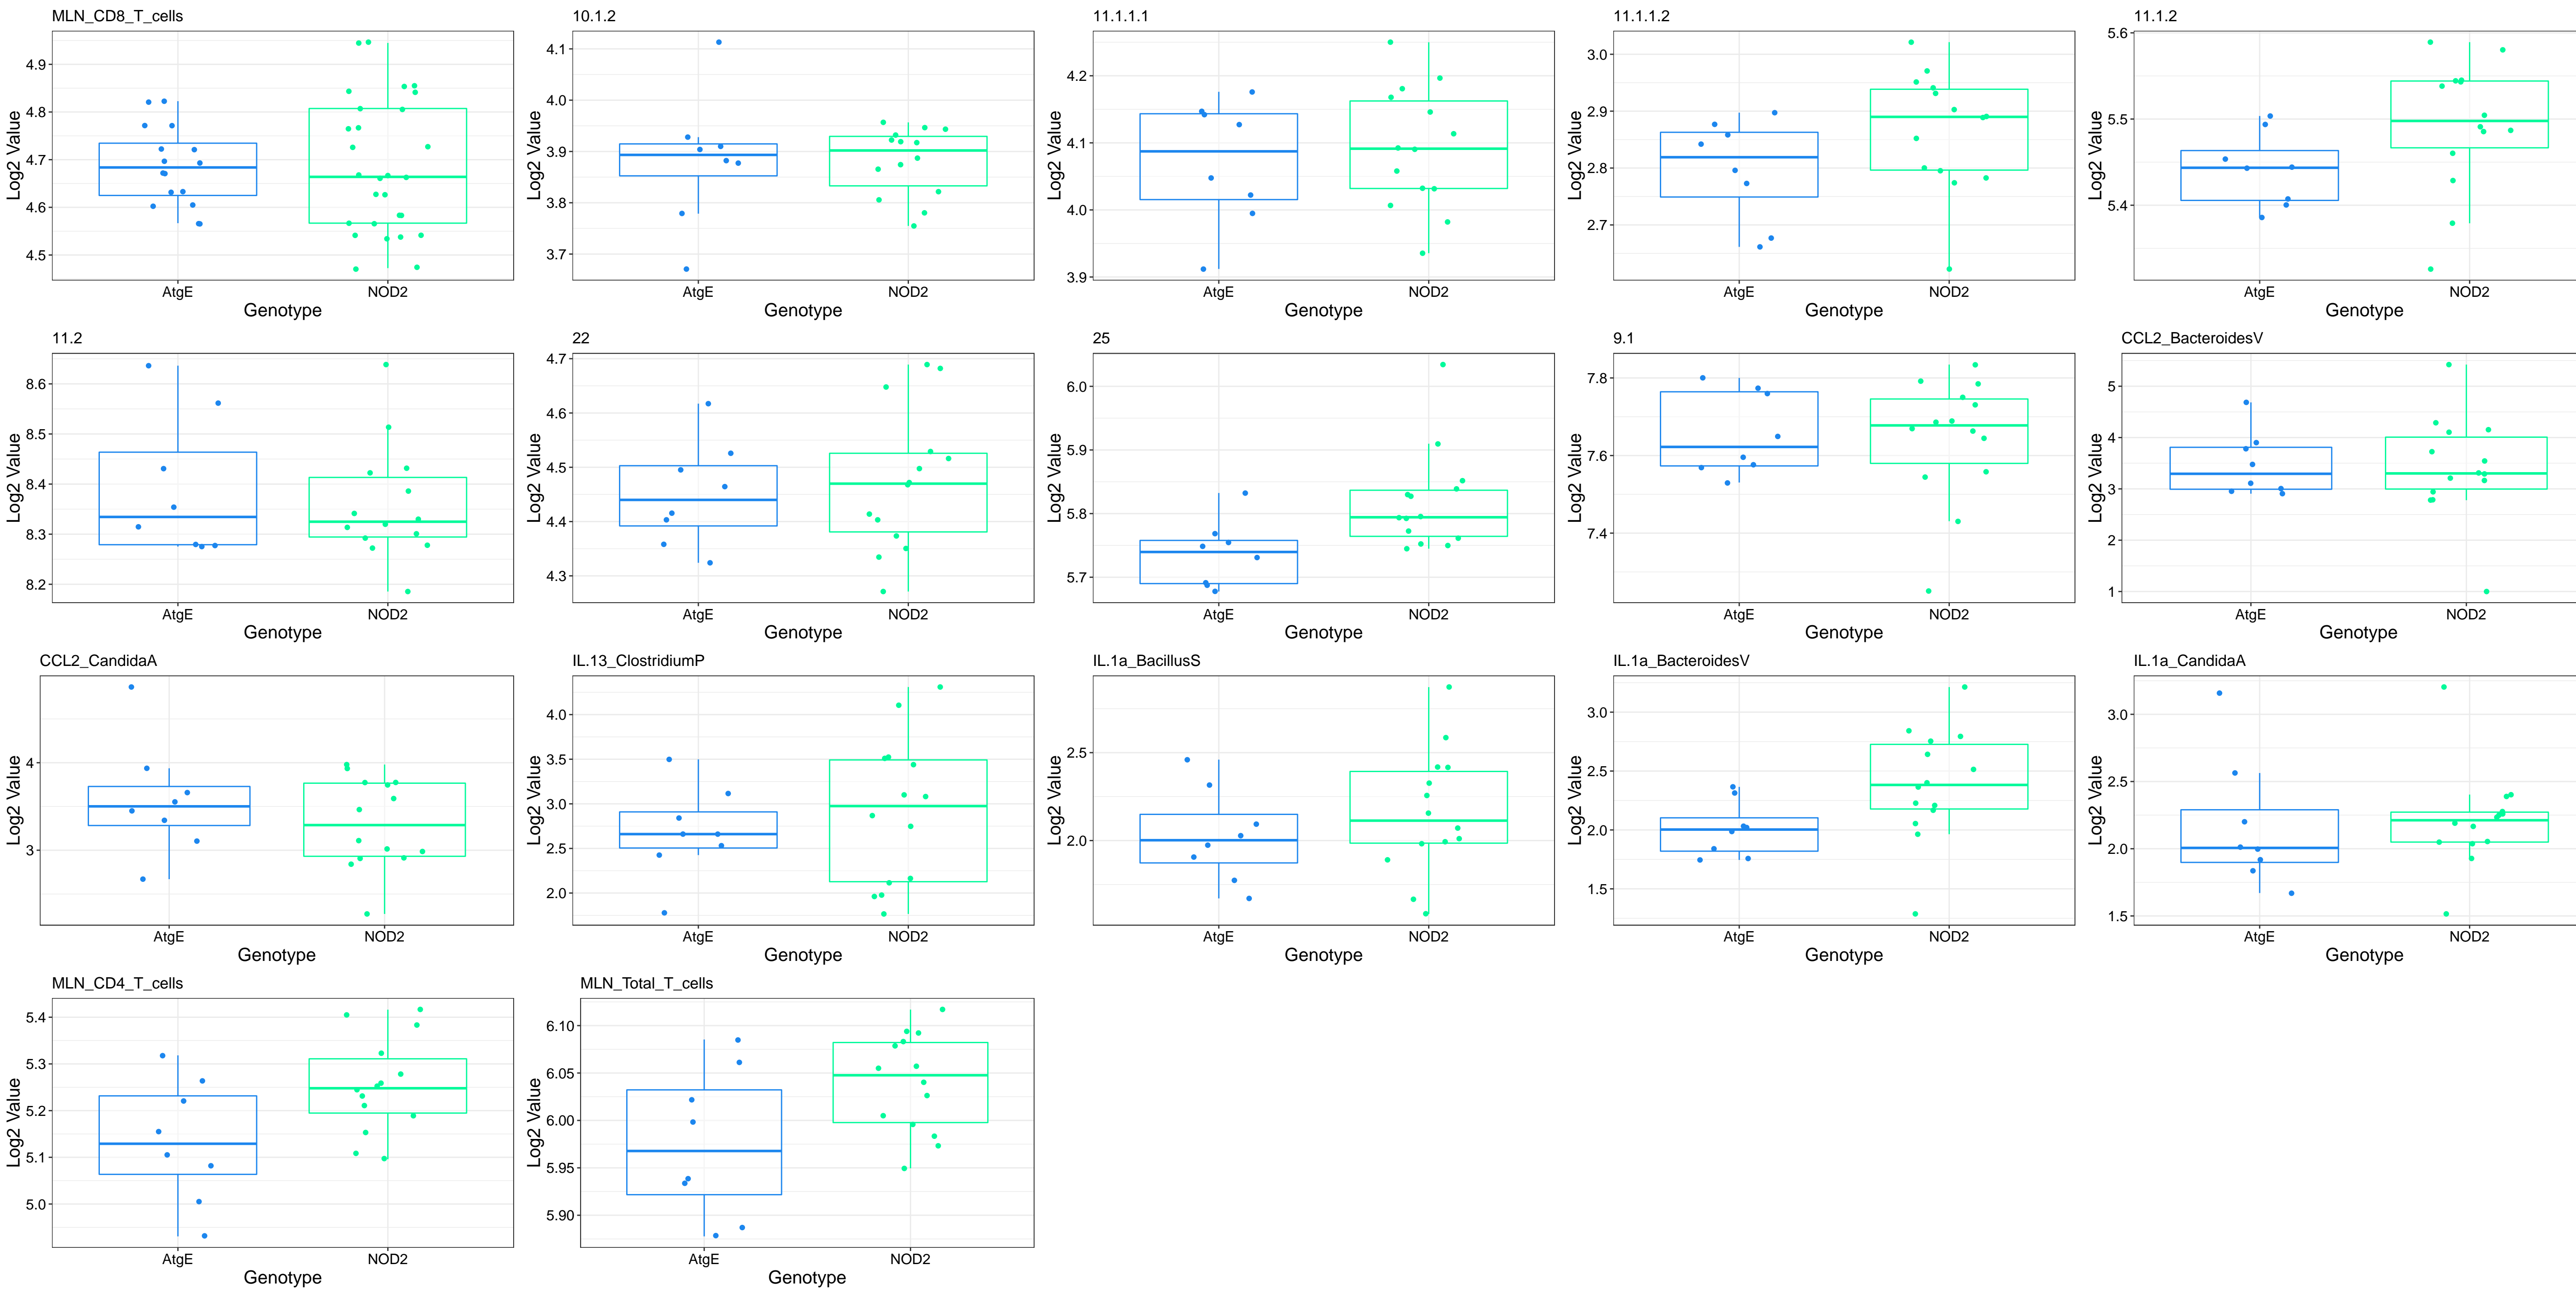 MLN_CD8_T_cells
Log2 Value
4.9
4.8
4.7
4.6
4.5
AtgE NOD2
Genotype
10.1.2
Log2 Value
4.1
4.0
3.9
3.8
3.7
AtgE NOD2
Genotype
11.1.1.1
Log2 Value
4.2
4.1
4.0
3.9
AtgE NOD2
Genotype
11.1.1.2
Log2 Value
3.0
2.9
2.8
2.7
AtgE NOD2
Genotype
11.1.2
Log2 Value
5.6
5.5
5.4
AtgE NOD2
Genotype
11.2
Log2 Value
8.6
8.5
8.4
8.3
8.2
AtgE NOD2
Genotype
22
Log2 Value
4.7
4.6
4.5
4.4
4.3
AtgE NOD2
Genotype
25
Log2 Value
6.0
5.9
5.8
5.7
AtgE NOD2
Genotype
9.1
Log2 Value
7.8
7.6
7.4
AtgE NOD2
Genotype
CCL2_BacteroidesV
Log2 Value
5
4
3
2
1
AtgE NOD2
Genotype
CCL2_CandidaA
Log2 Value
4
3
AtgE NOD2
Genotype
IL.13_ClostridiumP
Log2 Value
4.0
3.5
3.0
2.5
2.0
AtgE NOD2
Genotype
IL.1a_BacillusS
Log2 Value
2.5
2.0
AtgE NOD2
Genotype
IL.1a_BacteroidesV
Log2 Value
3.0
2.5
2.0
1.5
AtgE NOD2
Genotype
IL.1a_CandidaA
Log2 Value
3.0
2.5
2.0
1.5
AtgE NOD2
Genotype
MLN_CD4_T_cells
Log2 Value
5.4
5.3
5.2
5.1
5.0
AtgE NOD2
Genotype
MLN_Total_T_cells
Log2 Value
6.10
6.05
6.00
5.95
5.90
AtgE NOD2
Genotype